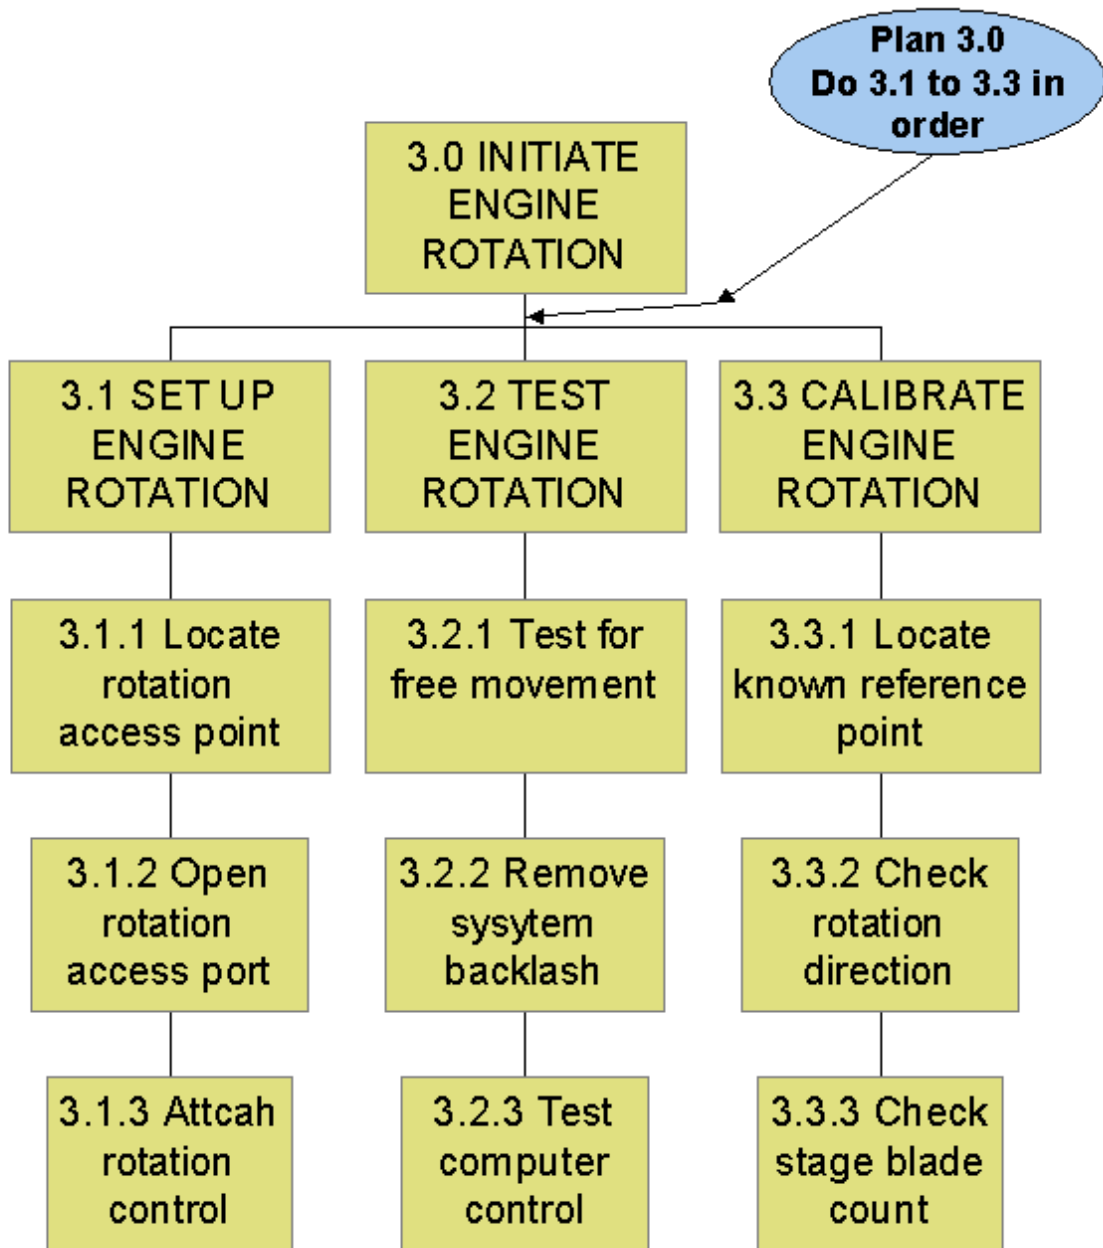 Plan 3.0
Do 3.1 to 3.3 in
order
3.0 INITIATE
ENGINE
ROTATION
3.1 SET UP
ENGINE
ROTATION
3.2 TEST
ENGINE
ROTATION
3.3 CALIBRATE
ENGINE
ROTATION
3.1.1 Locate
rotation
access point
3.2.1 Test for
free movement
3.3.1 Locate
known reference
point
3.1.2 Open
rotation
access port
3.2.2 Remove
sysytem
backlash
3.3.2 Check
rotation
direction
3.1.3 Attcah
rotation
control
3.2.3 Test
computer
control
3.3.3 Check
stage blade
count